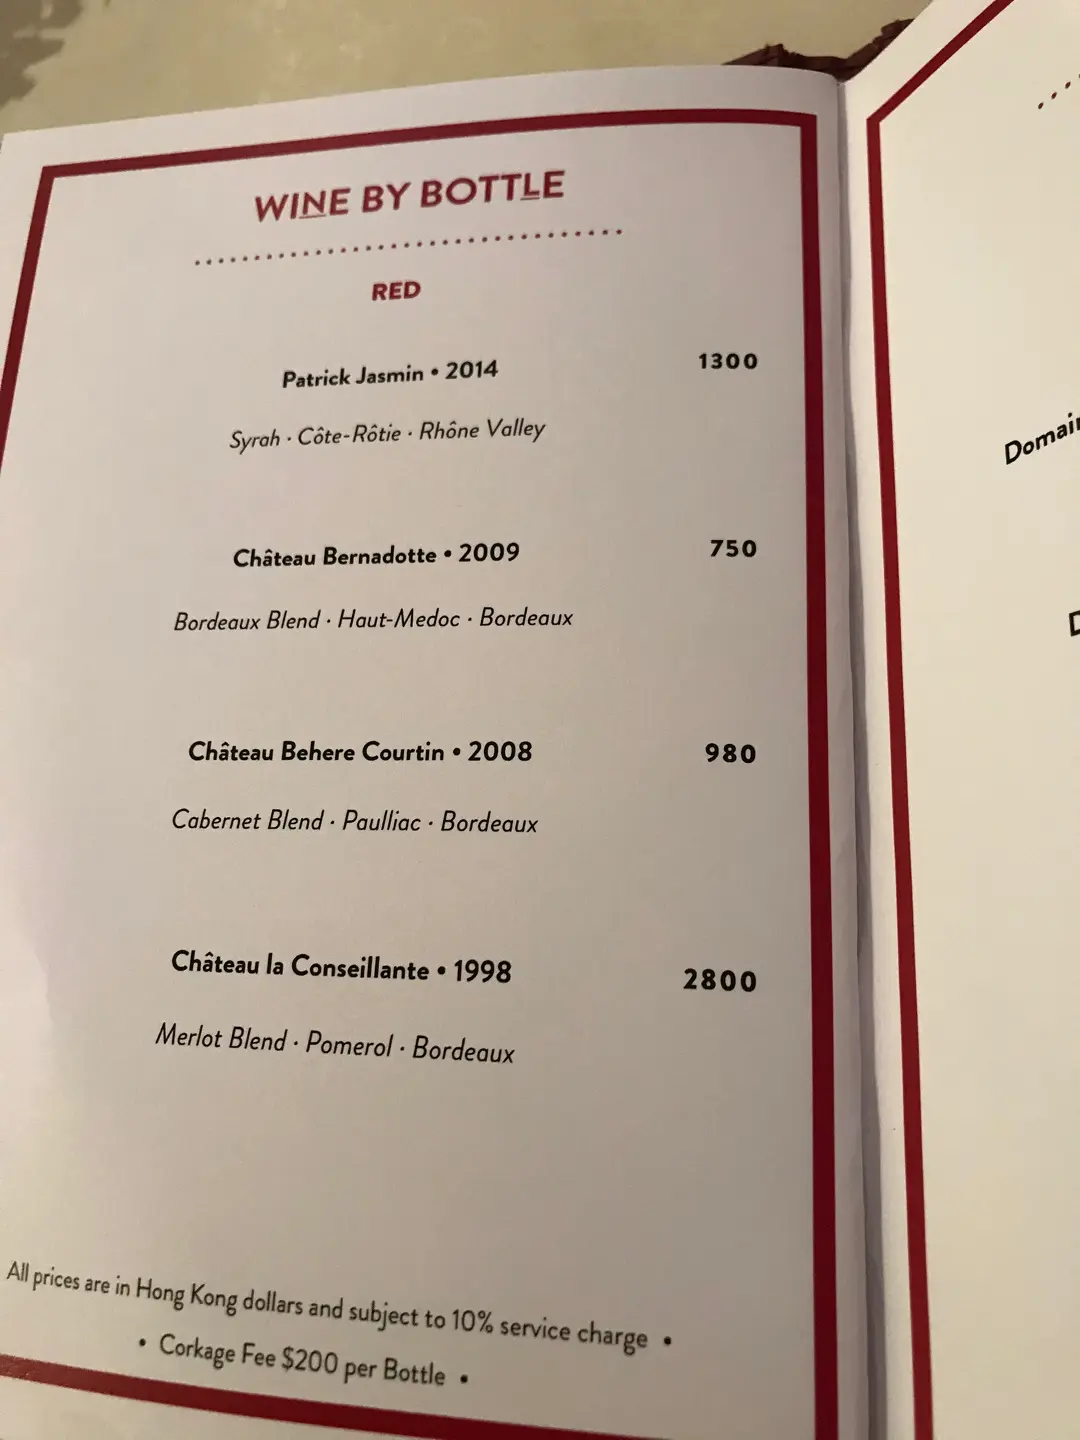 WINE BY BOTTLE
RED
Patrick Jasmin • 2014 1300
Syrah · Côte-Rôtie · Rhône Valley
Château Bernadotte • 2009 750
Bordeaux Blend · Haut-Medoc · Bordeaux
Château Behere Courtin • 2008 980
Cabernet Blend · Paulliac · Bordeaux
Château la Conseillante • 1998 2800
Merlot Blend · Pomerol · Bordeaux
All prices are in Hong Kong dollars and subject to 10% service charge •
• Corkage Fee $200 per Bottle •